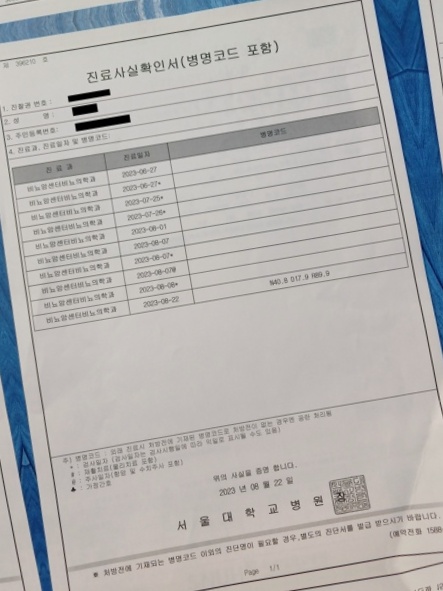 제 396210 호
진료사실확인서(병명코드 포함)
1. 진찰권 번호 :
2. 성 명 :
3. 주민등록번호:
4. 진료과, 진료일자 및 병명코드:
진 료 과 진료일자 병명코드
비뇨암센터비뇨의학과 2023-06-27
비뇨암센터비뇨의학과 2023-06-27*
비뇨암센터비뇨의학과 2023-07-25*
비뇨암센터비뇨의학과 2023-07-26*
비뇨암센터비뇨의학과 2023-08-01
비뇨암센터비뇨의학과 2023-08-07
비뇨암센터비뇨의학과 2023-08-07*
비뇨암센터비뇨의학과 2023-08-07@
비뇨암센터비뇨의학과 2023-08-08*
비뇨암센터비뇨의학과 2023-08-22 N40.8 D17.9 R69.9
주) 병명코드 : 외래 진료시 처방전에 기재된 병명코드로 처방전이 없는 경우엔 공란 처리됨
* : 검사일자 (검사일자는 검사시행일에 따라 익일로 표시될 수도 있음)
# : 재활치료(물리치료 포함)
@ : 주사일자(항암 및 수치주사 포함)
♣ : 가정간호
위의 사실을 증명 합니다.
2023 년 08 월 22 일
서 울 대 학 교 병 원 장
※ 처방전에 기재되는 병명코드 이외의 진단명이 필요할 경우,별도의 진단서를 발급 받으시기 바랍니다.
(예약전화 1588-
Page 1/1